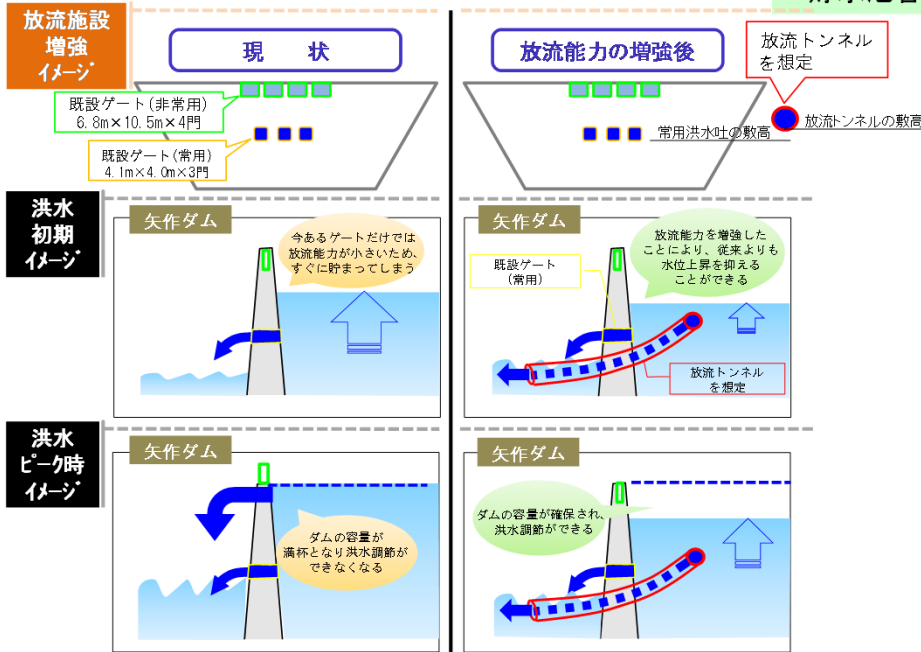 放流施設
増強
イメージ
現　状
放流能力の増強後
放流トンネル
を想定
既設ゲート(非常用)
6.8m×10.5m×4門
既設ゲート(常用)
4.1m×4.0m×3門
常用洪水吐の敷高
放流トンネルの敷高
洪水
初期
イメージ
矢作ダム
今あるゲートだけでは
放流能力が小さいため、
すぐに貯まってしまう
矢作ダム
既設ゲート
(常用)
放流能力を増強した
ことにより、従来よりも
水位上昇を抑える
ことができる
放流トンネル
を想定
洪水
ピーク時
イメージ
矢作ダム
ダムの容量が
満杯となり洪水調節が
できなくなる
矢作ダム
ダムの容量が確保され、
洪水調節ができる